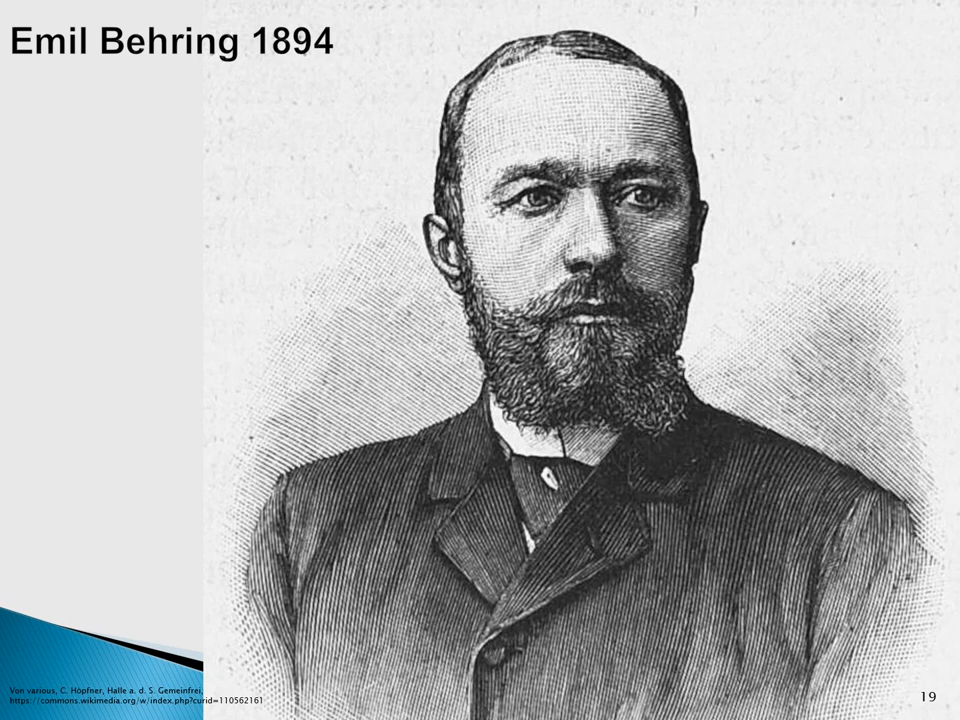 Emil Behring 1894
Von various, C. Höpfner, Halle a. d. S. Gemeinfrei,
https://commons.wikimedia.org/w/index.php?curid=110562161
19